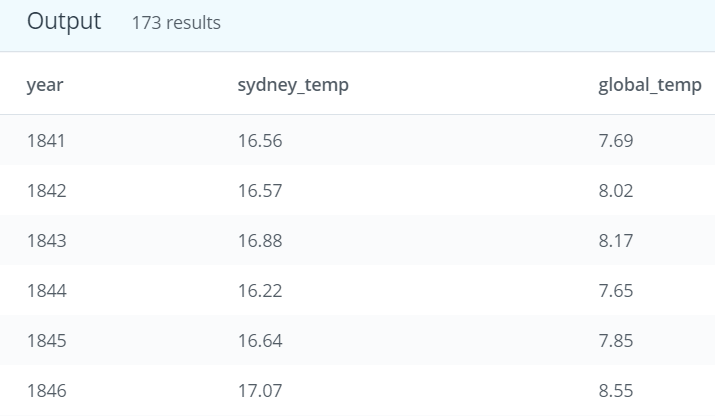 Output 173 results
year sydney_temp global_temp
1841 16.56 7.69
1842 16.57 8.02
1843 16.88 8.17
1844 16.22 7.65
1845 16.64 7.85
1846 17.07 8.55